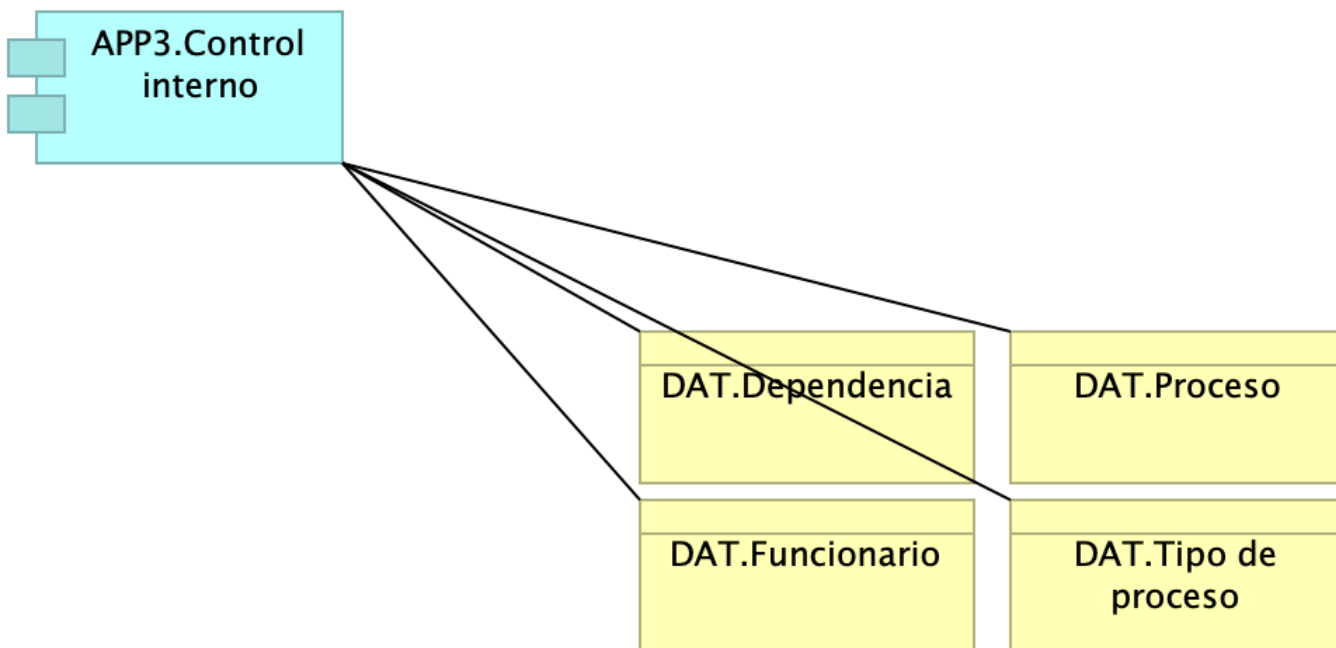 APP3.Control
interno
DAT.Dependencia
DAT.Proceso
DAT.Funcionario
DAT.Tipo de
proceso